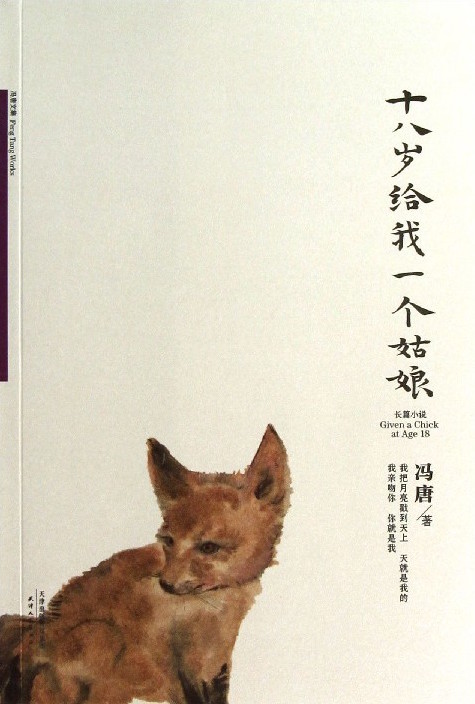 十八岁给我一个姑娘
长篇小说
Given a Chick
at Age 18
冯唐/著
我把月亮戳到天上 天就是我的
我亲吻你 你就是我
冯唐文集 Feng Tang Works